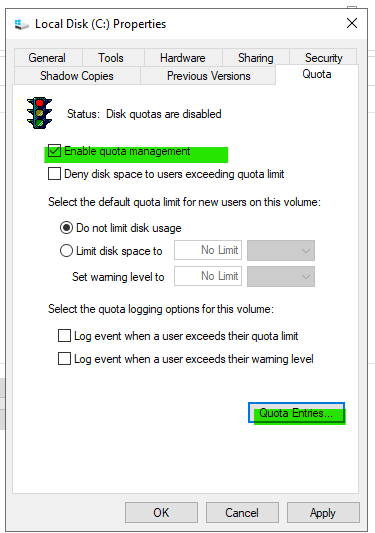 Local Disk (C:) Properties
General Tools Hardware Sharing Security
Shadow Copies Previous Versions Quota
Status: Disk quotas are disabled
Enable quota management
Deny disk space to users exceeding quota limit
Select the default quota limit for new users on this volume:
Do not limit disk usage
Limit disk space to No Limit
Set warning level to No Limit
Select the quota logging options for this volume:
Log event when a user exceeds their quota limit
Log event when a user exceeds their warning level
Quota Entries...
OK Cancel Apply